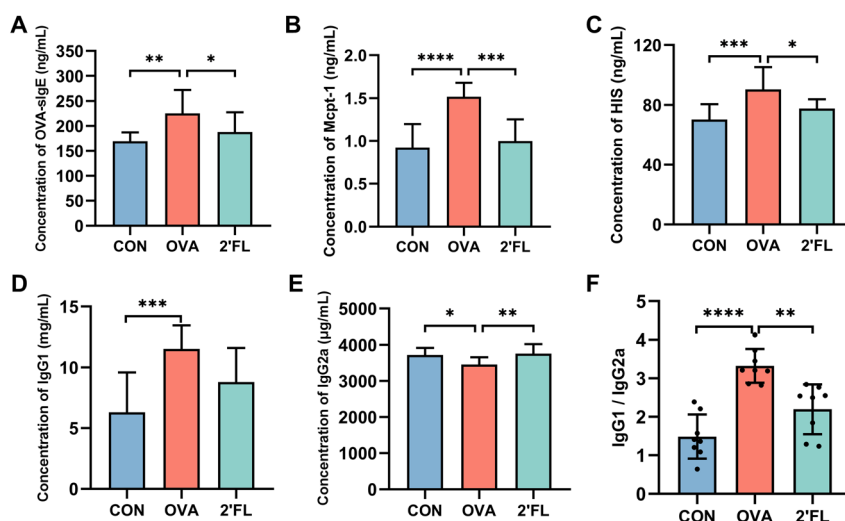 A
Concentration of OVA-sIgE (ng/mL)
350
300
250
200
150
100
50
0
**
*
CON OVA 2'FL
B
Concentration of Mcpt-1 (ng/mL)
2.0
1.5
1.0
0.5
0.0
****
***
CON OVA 2'FL
C
Concentration of HIS (ng/mL)
120
80
40
0
***
*
CON OVA 2'FL
D
Concentration of IgG1 (mg/mL)
15
10
5
0
***
CON OVA 2'FL
E
Concentration of IgG2a (µg/mL)
8000
7000
6000
5000
4000
3000
2000
1000
0
*
**
CON OVA 2'FL
F
IgG1 / IgG2a
5
4
3
2
1
0
****
**
CON OVA 2'FL